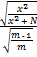 √(x²/(x² + N))
√((m-1)/m)